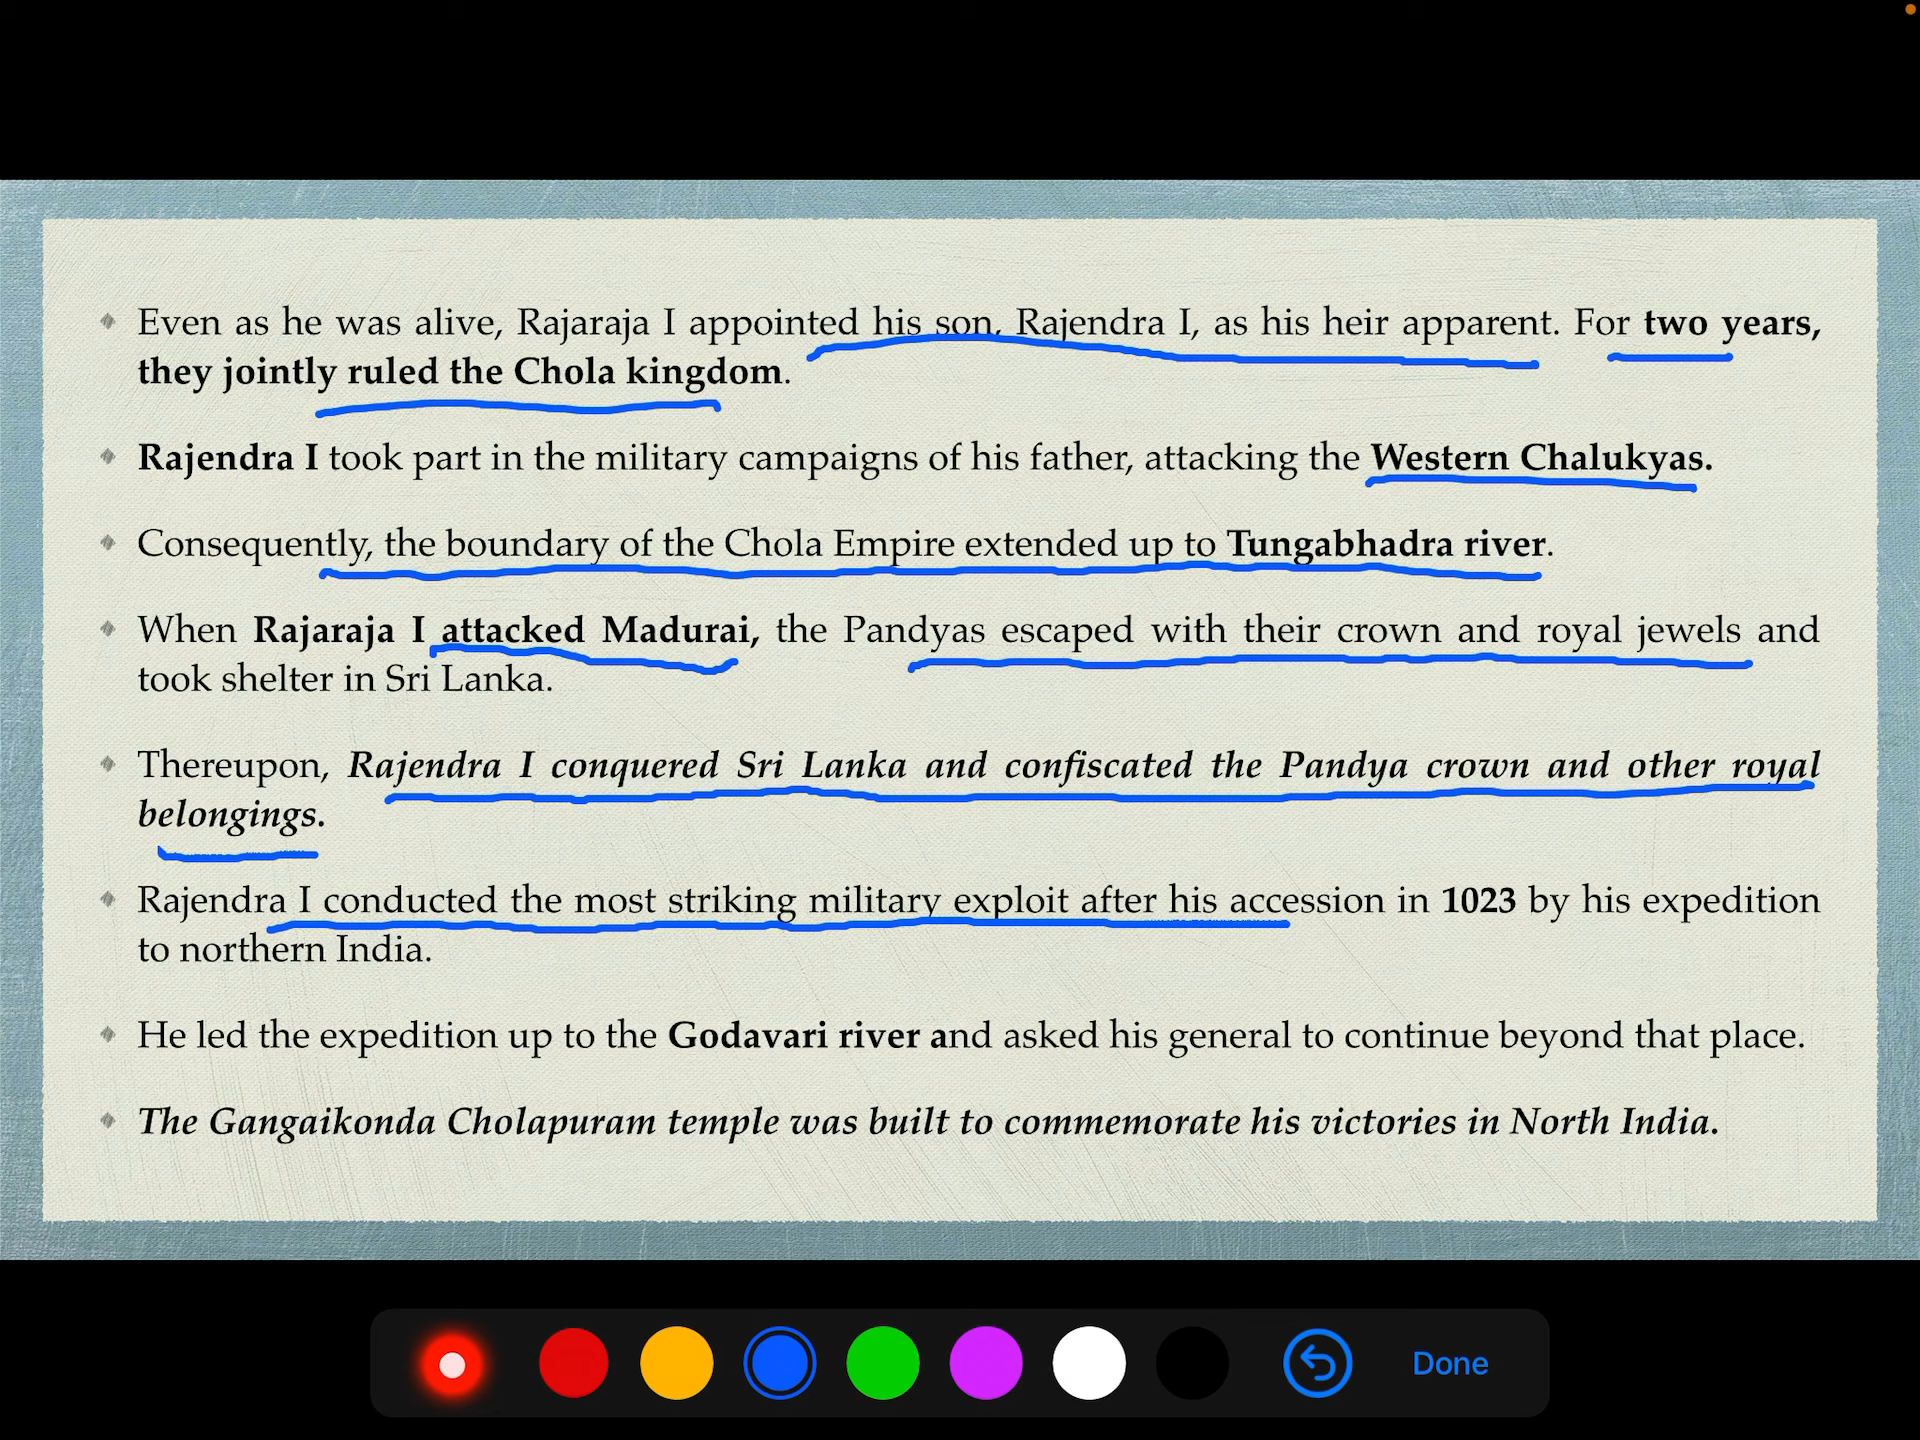 Even as he was alive, Rajaraja I appointed his son, Rajendra I, as his heir apparent. For two years,
they jointly ruled the Chola kingdom.
Rajendra I took part in the military campaigns of his father, attacking the Western Chalukyas.
Consequently, the boundary of the Chola Empire extended up to Tungabhadra river.
When Rajaraja I attacked Madurai, the Pandyas escaped with their crown and royal jewels and
took shelter in Sri Lanka.
Thereupon, Rajendra I conquered Sri Lanka and confiscated the Pandya crown and other royal
belongings.
Rajendra I conducted the most striking military exploit after his accession in 1023 by his expedition
to northern India.
He led the expedition up to the Godavari river and asked his general to continue beyond that place.
The Gangaikonda Cholapuram temple was built to commemorate his victories in North India.
Done